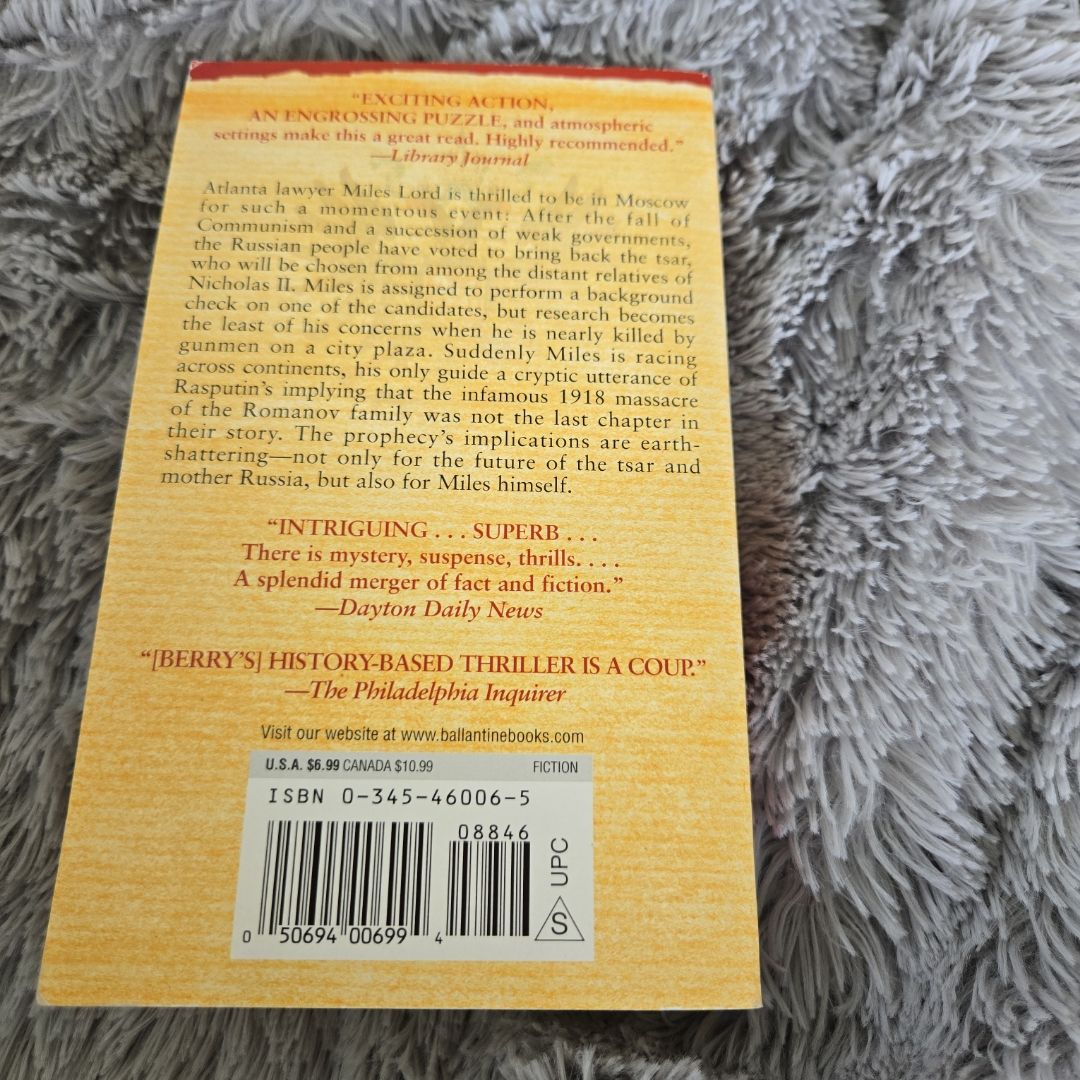 “EXCITING ACTION,
AN ENGROSSING PUZZLE, and atmospheric
settings make this a great read. Highly recommended.”
—Library Journal
Atlanta lawyer Miles Lord is thrilled to be in Moscow
for such a momentous event: After the fall of
Communism and a succession of weak governments,
the Russian people have voted to bring back the tsar,
who will be chosen from among the distant relatives of
Nicholas II. Miles is assigned to perform a background
check on one of the candidates, but research becomes
the least of his concerns when he is nearly killed by
gunmen on a city plaza. Suddenly Miles is racing
across continents, his only guide a cryptic utterance of
Rasputin’s implying that the infamous 1918 massacre
of the Romanov family was not the last chapter in
their story. The prophecy’s implications are earth-
shattering—not only for the future of the tsar and
mother Russia, but also for Miles himself.
“INTRIGUING . . . SUPERB . . .
There is mystery, suspense, thrills. . . .
A splendid merger of fact and fiction.”
—Dayton Daily News
“[BERRY’S] HISTORY-BASED THRILLER IS A COUP.”
—The Philadelphia Inquirer
Visit our website at www.ballantinebooks.com
U.S.A. $6.99 CANADA $10.99 FICTION
ISBN 0-345-46006-5
08846
0 50694 00699 4
S UPC